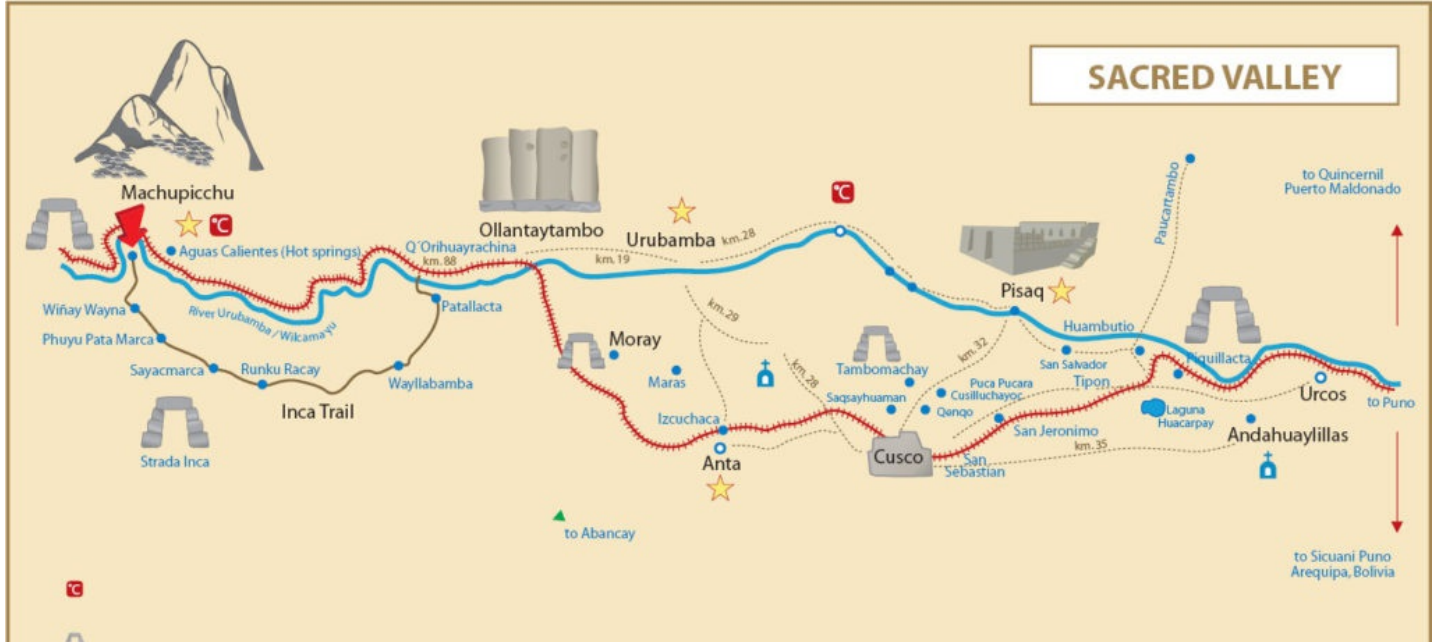 SACRED VALLEY
to Quincernil
Puerto Maldonado
Machupicchu
°C
Aguas Calientes (Hot springs)
Q´Orihuayrachina
km.88
Ollantaytambo
km.19
Urubamba
km.28
°C
Pisaq
Paucartambo
Wiñay Wayna
Phuyu Pata Marca
Sayacmarca
Runku Racay
Inca Trail
Wayllabamba
Patallacta
River Urubamba / Wilcamayu
Strada Inca
Moray
Maras
km.29
km.28
Izcuchaca
Anta
to Abancay
Tambomachay
Saqsayhuaman
km.32
Puca Pucara
Cusilluchayoc
Qenqo
Cusco
San
Sebastian
San Jeronimo
Huambutio
San Salvador
Tipon
Piquillacta
Laguna
Huacarpay
km.35
Urcos
to Puno
Andahuaylillas
to Sicuani Puno
Arequipa, Bolivia
°C